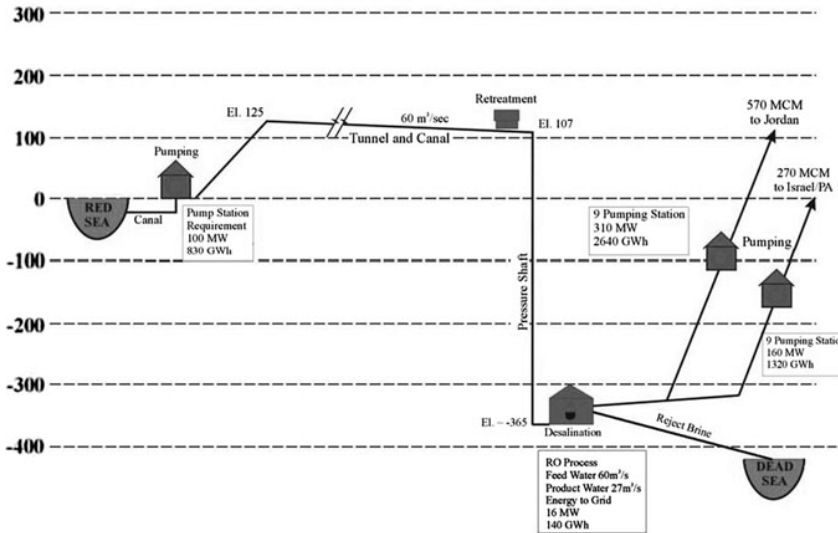 300
200
100
0
-100
-200
-300
-400
RED
SEA
Canal
Pumping
Pump Station
Requirement
100 MW
830 GWh
El. 125
60 m³/sec
Tunnel and Canal
Retreatment
El. 107
Pressure Shaft
El. – -365
Desalination
RO Process
Feed Water 60m³/s
Product Water 27m³/s
Energy to Grid
16 MW
140 GWh
570 MCM
to Jordan
270 MCM
to Israel/PA
9 Pumping Station
310 MW
2640 GWh
Pumping
9 Pumping Statio
160 MW
1320 GWh
Reject Brine
DEAD
SEA